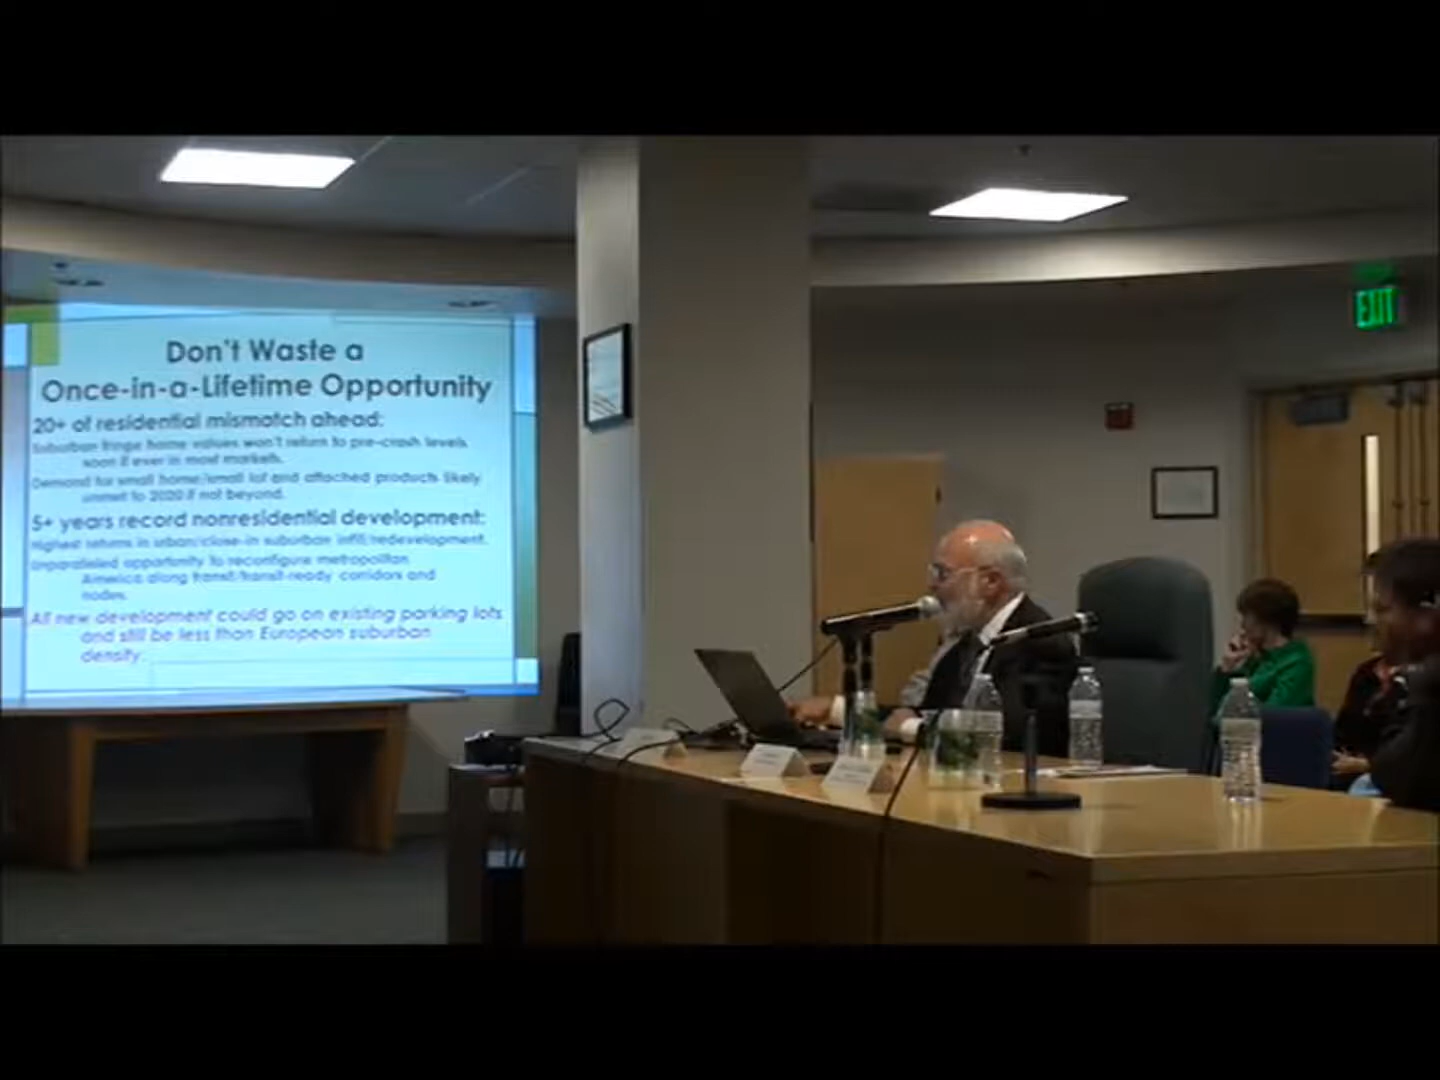 Don't Waste a
Once-in-a-Lifetime Opportunity
20+ of residential mismatch ahead:
Suburban fringe home values won't return to pre-crash levels
soon if ever in most markets.
Demand for small home/small lot and attached products likely
unmet to 2020 if not beyond.
5+ years record nonresidential development:
Highest returns in urban/close-in suburban infill/redevelopment.
Unparalleled opportunity to reconfigure metropolitan
America along transit/transit-ready corridors and
nodes.
All new development could go on existing parking lots
and still be less than European suburban
density.
EXIT